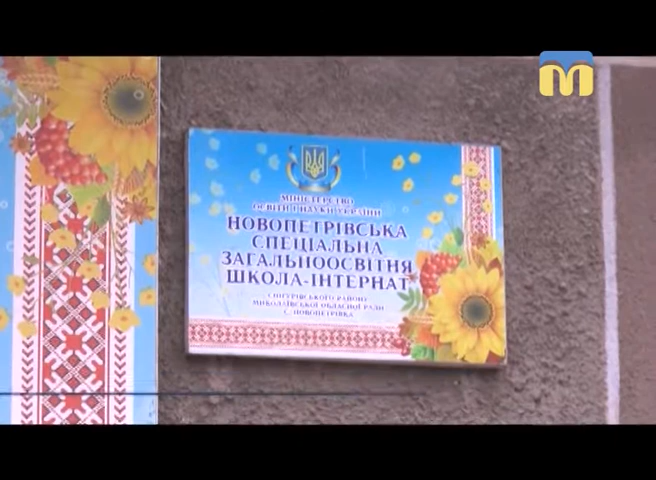 МІНІСТЕРСТВО
ОСВІТИ І НАУКИ УКРАЇНИ
НОВОПЕТРІВСЬКА
СПЕЦІАЛЬНА
ЗАГАЛЬНООСВІТНЯ
ШКОЛА-ІНТЕРНАТ
СНІГУРІВСЬКОГО РАЙОНУ
МИКОЛАЇВСЬКОЇ ОБЛАСНОЇ РАДИ
С. НОВОПЕТРІВКА
М